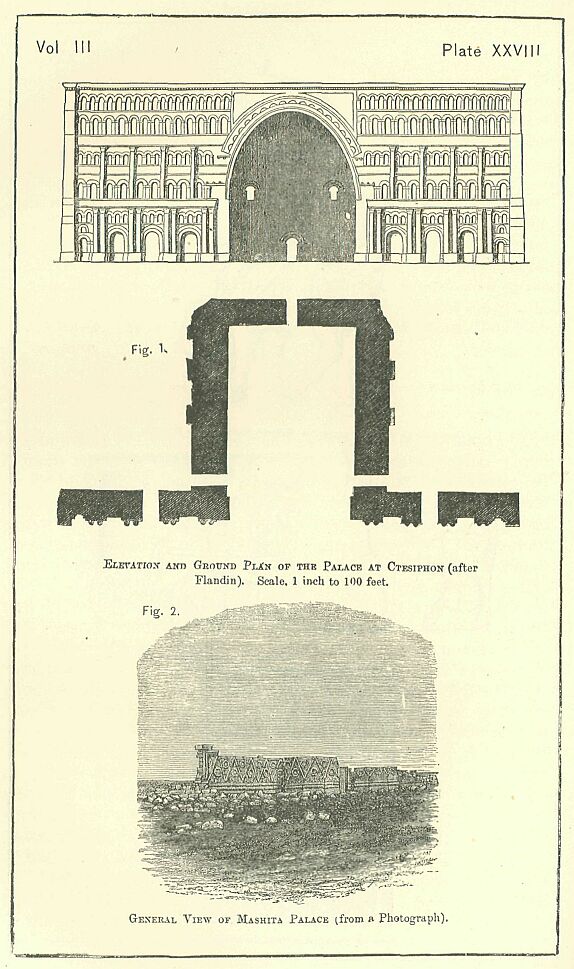 Vol III
Plate XXVIII
Fig. 1.
ELEVATION AND GROUND PLAN OF THE PALACE AT CTESIPHON (after
Flandin). Scale, 1 inch to 100 feet.
Fig. 2.
GENERAL VIEW OF MASHITA PALACE (from a Photograph).